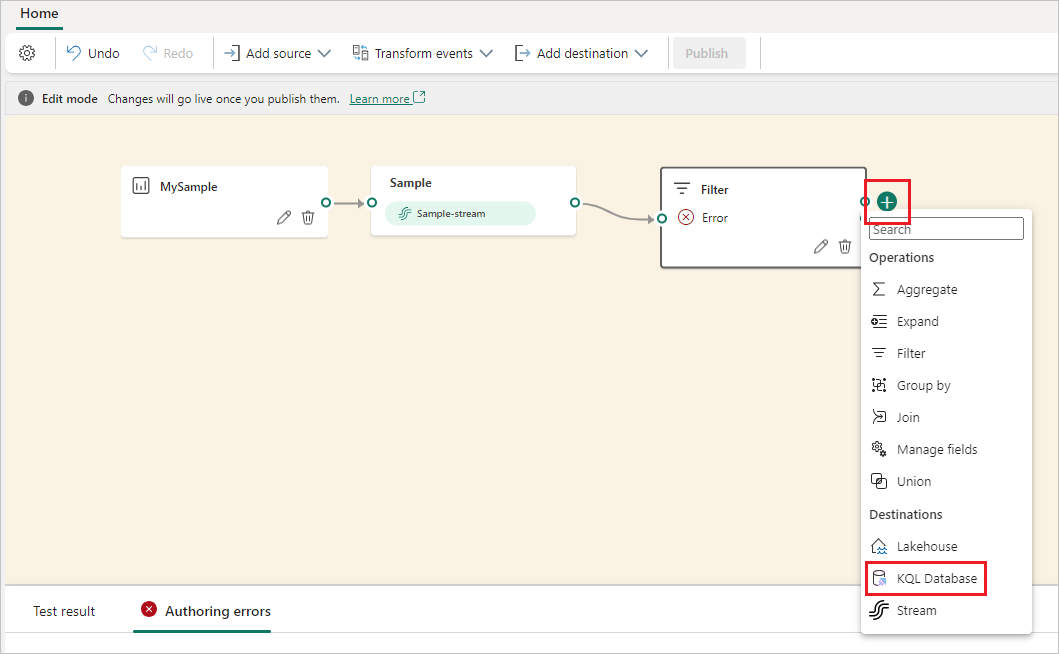 Home
Undo Redo Add source Transform events Add destination Publish
Edit mode Changes will go live once you publish them. Learn more
MySample
Sample
Sample-stream
Filter
Error
Search
Operations
Aggregate
Expand
Filter
Group by
Join
Manage fields
Union
Destinations
Lakehouse
KQL Database
Stream
Test result Authoring errors